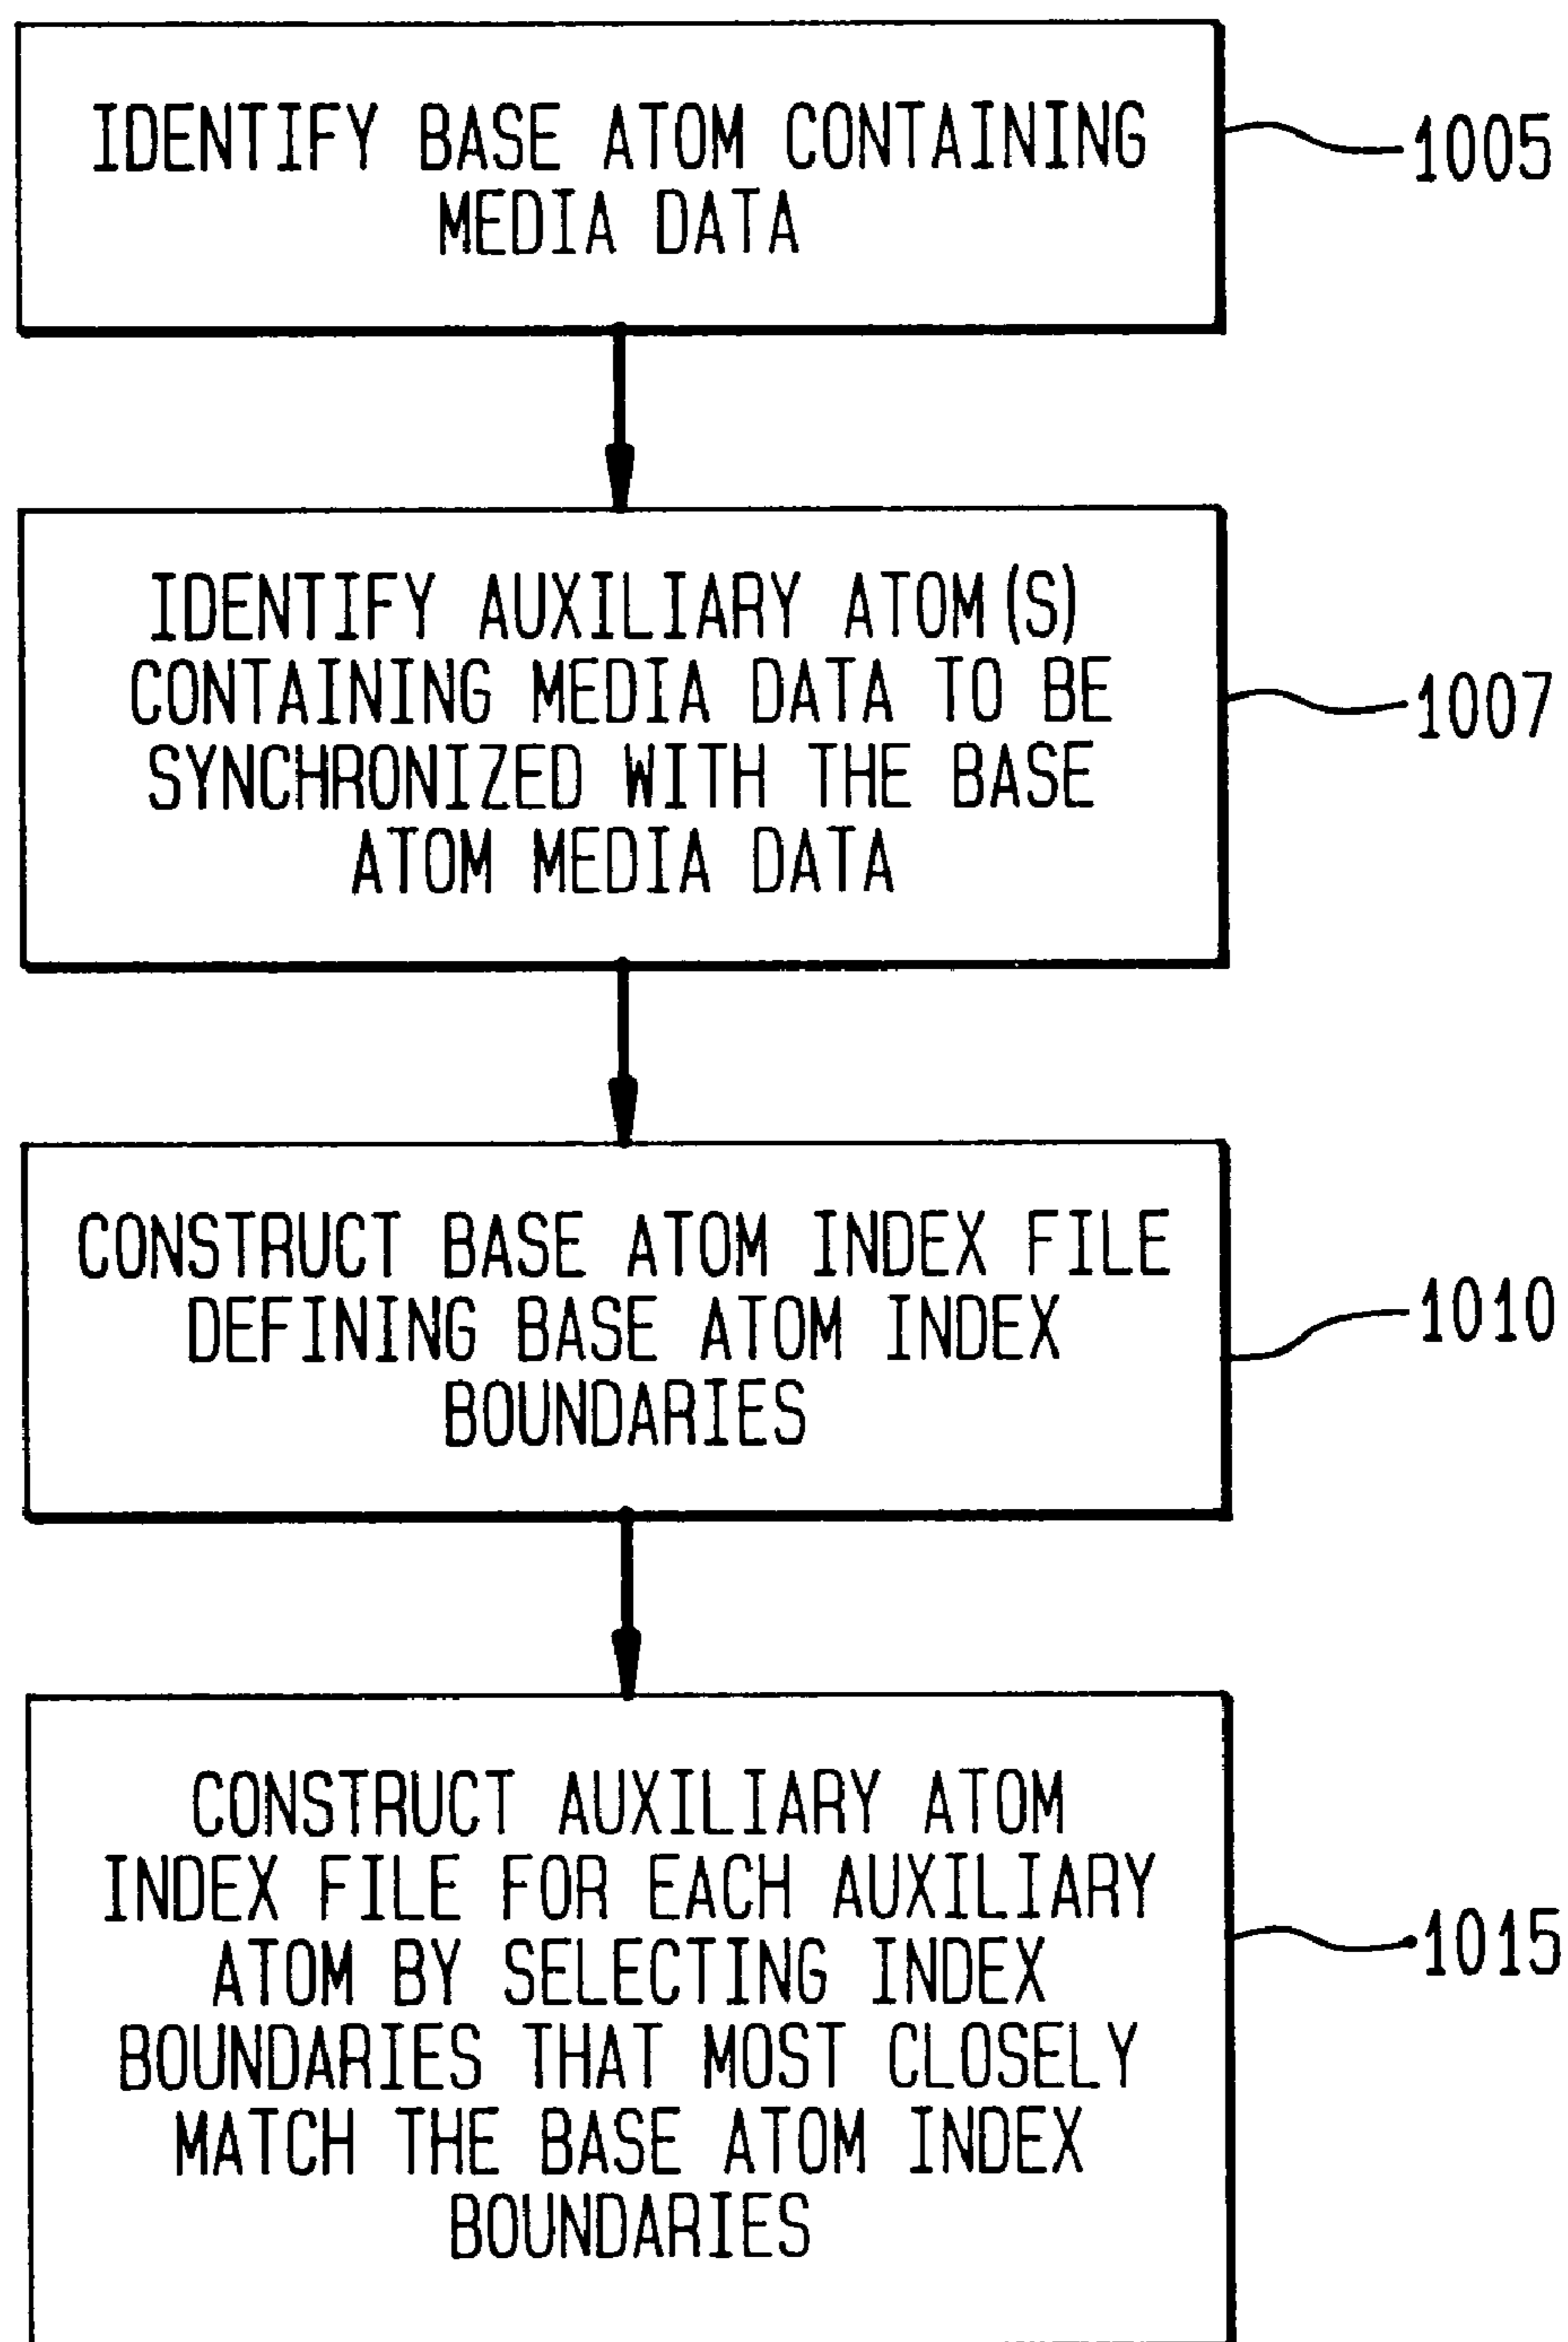 IDENTIFY BASE ATOM CONTAINING
MEDIA DATA
1005
IDENTIFY AUXILIARY ATOM(S)
CONTAINING MEDIA DATA TO BE
SYNCHRONIZED WITH THE BASE
ATOM MEDIA DATA
1007
CONSTRUCT BASE ATOM INDEX FILE
DEFINING BASE ATOM INDEX
BOUNDARIES
1010
CONSTRUCT AUXILIARY ATOM
INDEX FILE FOR EACH AUXILIARY
ATOM BY SELECTING INDEX
BOUNDARIES THAT MOST CLOSELY
MATCH THE BASE ATOM INDEX
BOUNDARIES
1015